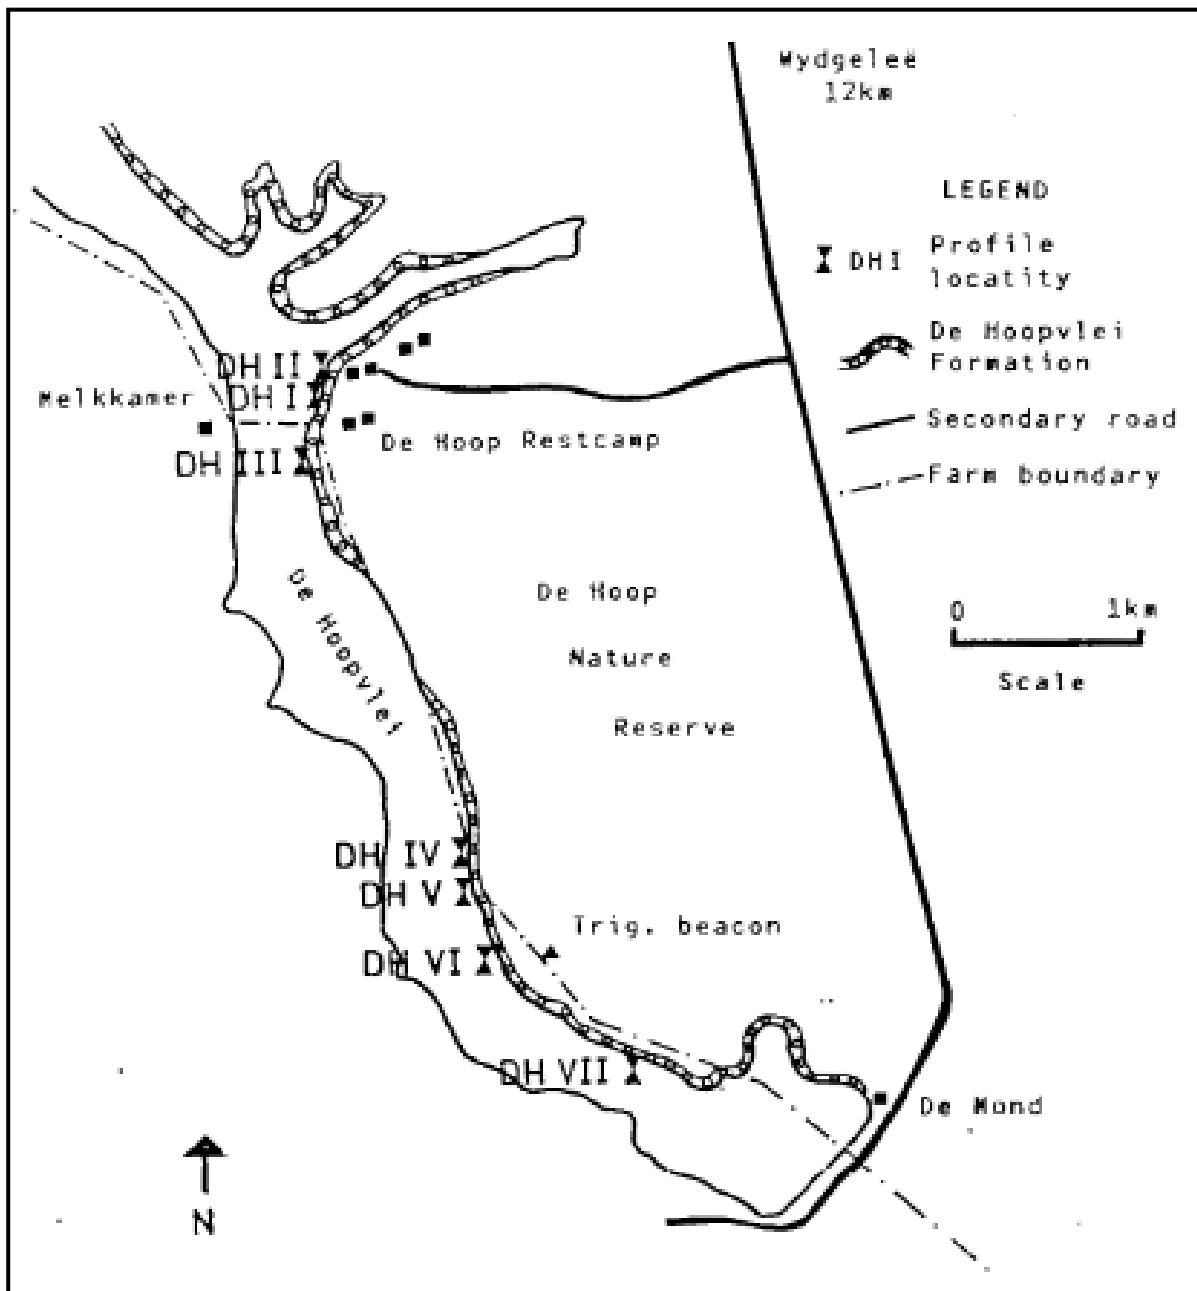 Wydgeleë
12km
LEGEND
DHI Profile
locatity
De Hoopvlei
Formation
Secondary road
Farm boundary
0 1km
Scale
DH II
DH I
Melkkamer
De Hoop Restcamp
DH III
De Hoopvlei
De Hoop
Nature
Reserve
DH IV
DH V
Trig. beacon
DH VI
DH VII
De Mond
N